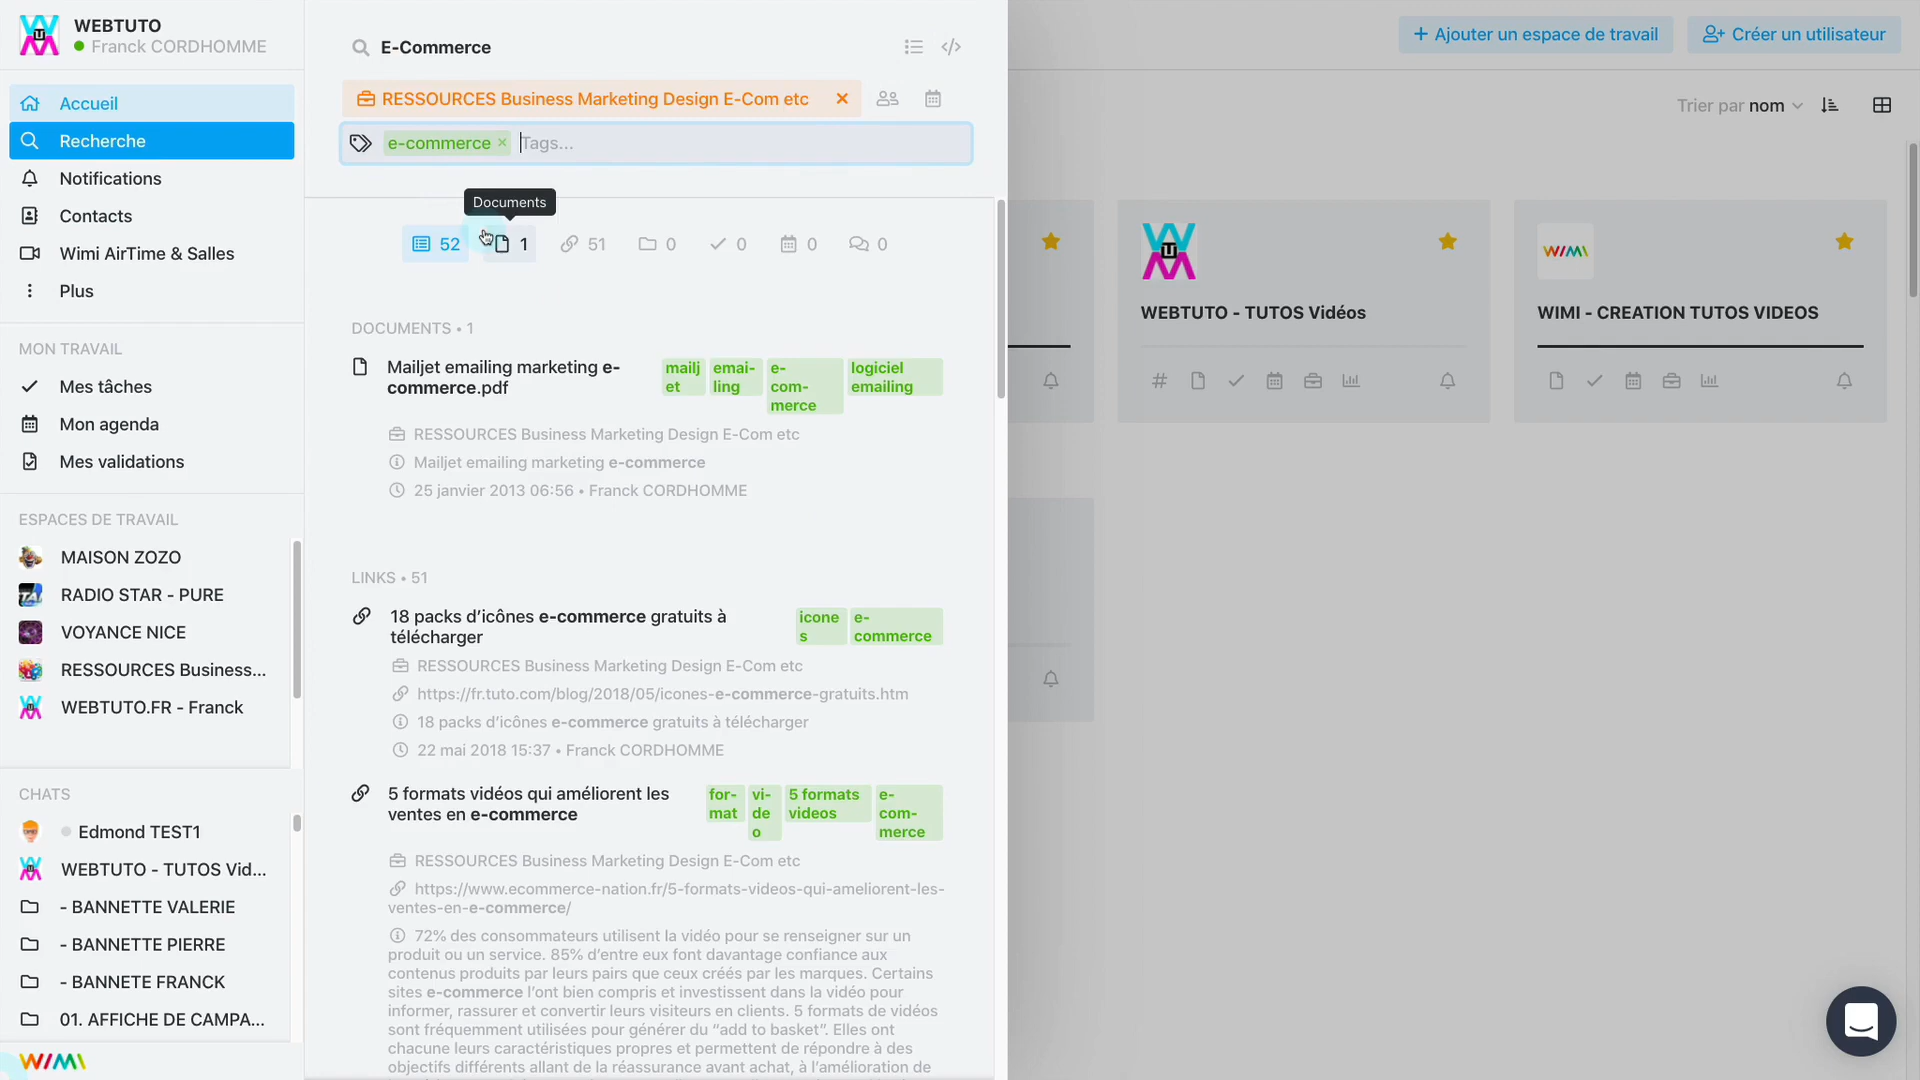 WEBTUTO
Franck CORDHOMME
Accueil
Recherche
Notifications
Contacts
Wimi AirTime & Salles
Plus
MON TRAVAIL
Mes tâches
Mon agenda
Mes validations
ESPACES DE TRAVAIL
MAISON ZOZO
RADIO STAR - PURE
VOYANCE NICE
RESSOURCES Business...
WEBTUTO.FR - Franck
CHATS
Edmond TEST1
WEBTUTO - TUTOS Vid...
- BANNETTE VALERIE
- BANNETTE PIERRE
- BANNETE FRANCK
01. AFFICHE DE CAMPA...
WIMI
E-Commerce
RESSOURCES Business Marketing Design E-Com etc
e-commerce × Tags...
Documents
52 1 51 0 0 0 0
DOCUMENTS • 1
Mailjet emailing marketing e-
commerce.pdf
mailj
et
emai-
ling
e-
com-
merce
logiciel
emailing
RESSOURCES Business Marketing Design E-Com etc
Mailjet emailing marketing e-commerce
25 janvier 2013 06:56 • Franck CORDHOMME
LINKS • 51
18 packs d’icônes e-commerce gratuits à
télécharger
icone
s
e-
commerce
RESSOURCES Business Marketing Design E-Com etc
https://fr.tuto.com/blog/2018/05/icones-e-commerce-gratuits.htm
18 packs d’icônes e-commerce gratuits à télécharger
22 mai 2018 15:37 • Franck CORDHOMME
5 formats vidéos qui améliorent les
ventes en e-commerce
for-
mat
vi-
de
o
5 formats
videos
e-
com-
merce
RESSOURCES Business Marketing Design E-Com etc
https://www.ecommerce-nation.fr/5-formats-videos-qui-ameliorent-les-
ventes-en-e-commerce/
72% des consommateurs utilisent la vidéo pour se renseigner sur un
produit ou un service. 85% d’entre eux font davantage confiance aux
contenus produits par leurs pairs que ceux créés par les marques. Certains
sites e-commerce l’ont bien compris et investissent dans la vidéo pour
informer, rassurer et convertir leurs visiteurs en clients. 5 formats de vidéos
sont fréquemment utilisées pour générer du “add to basket”. Elles ont
chacune leurs caractéristiques propres et permettent de répondre à des
objectifs différents allant de la réassurance avant achat, à l’amélioration de
+ Ajouter un espace de travail
Créer un utilisateur
Trier par nom
WEBTUTO - TUTOS Vidéos
WIMI
WIMI - CREATION TUTOS VIDEOS